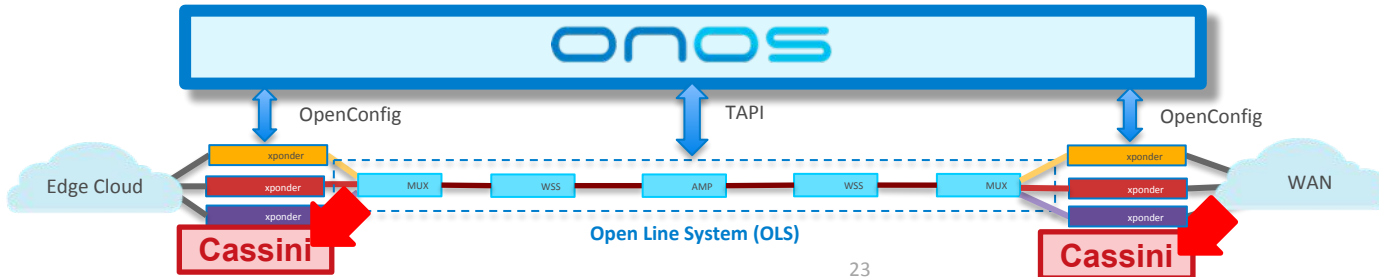 onos
OpenConfig
TAPI
OpenConfig
Edge Cloud
xponder
xponder
xponder
MUX
WSS
AMP
WSS
MUX
xponder
xponder
xponder
WAN
Open Line System (OLS)
Cassini
Cassini
23